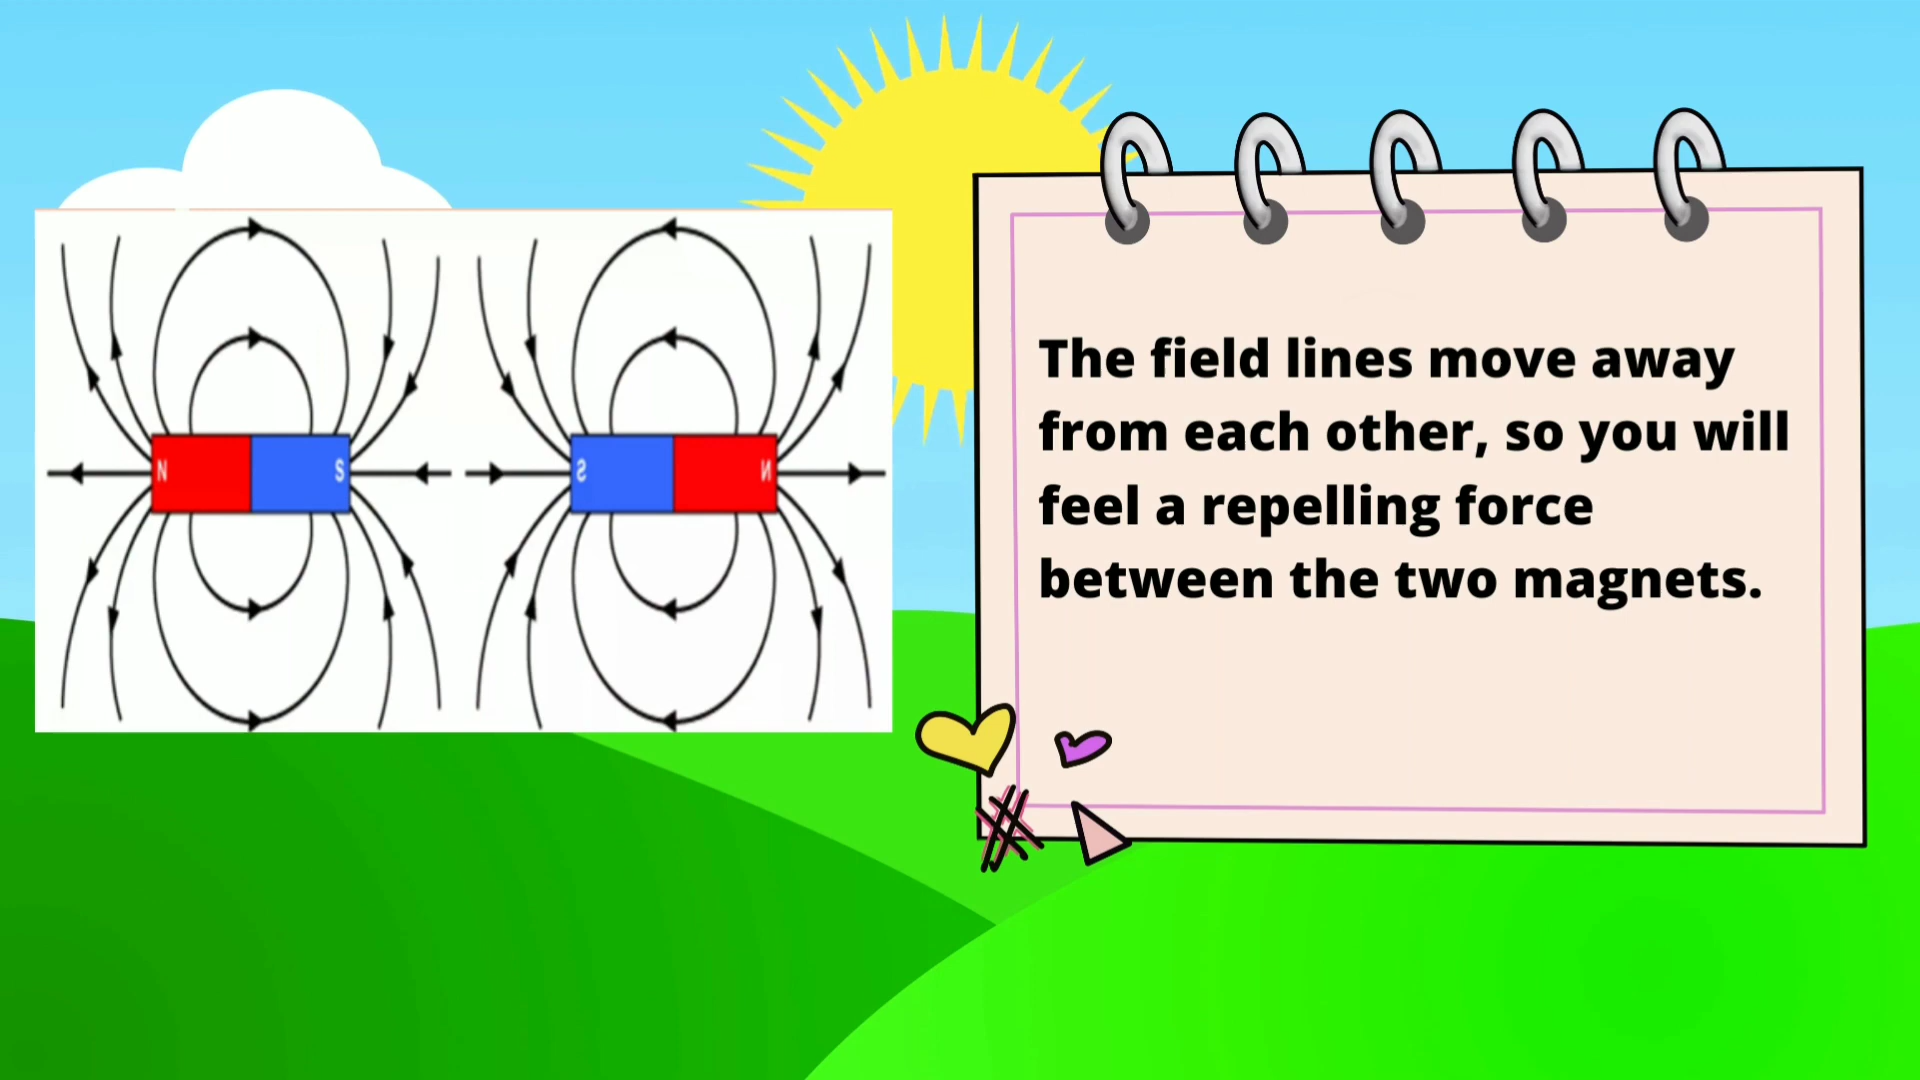 N S S N
The field lines move away
from each other, so you will
feel a repelling force
between the two magnets.